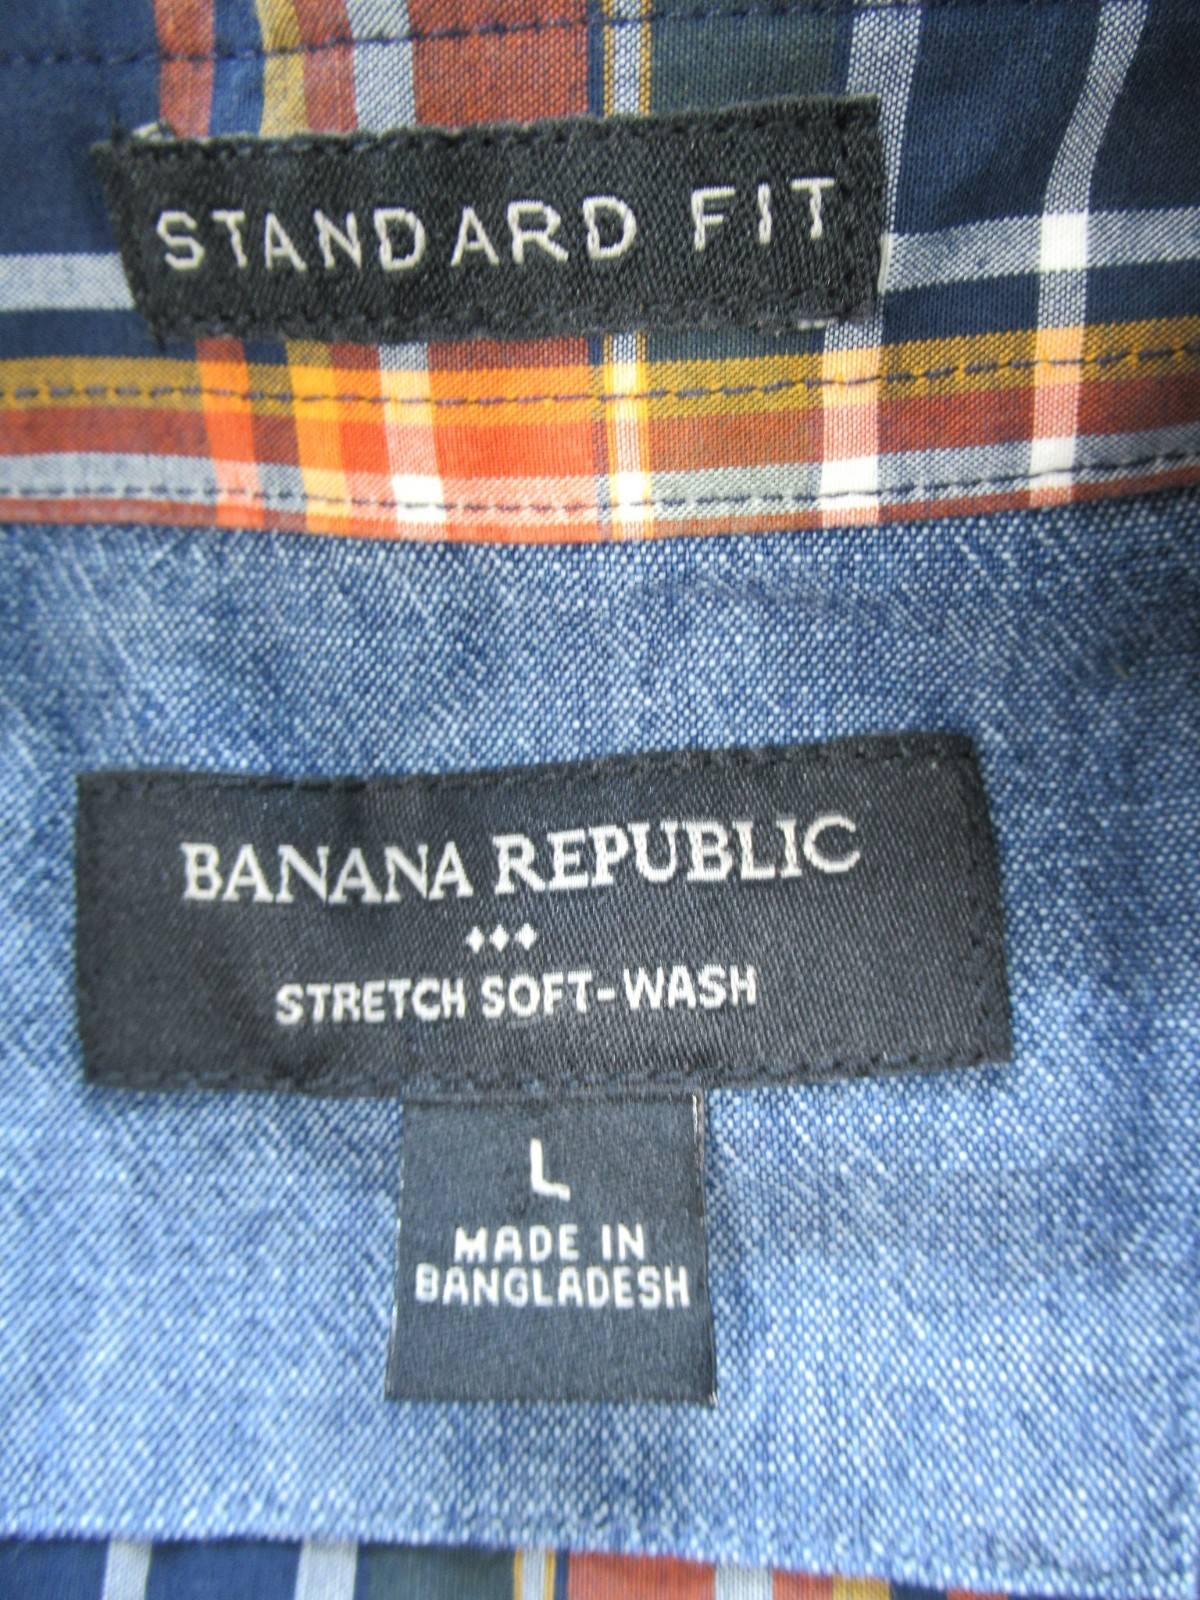 STANDARD FIT
BANANA REPUBLIC
STRETCH SOFT-WASH
L
MADE IN
BANGLADESH